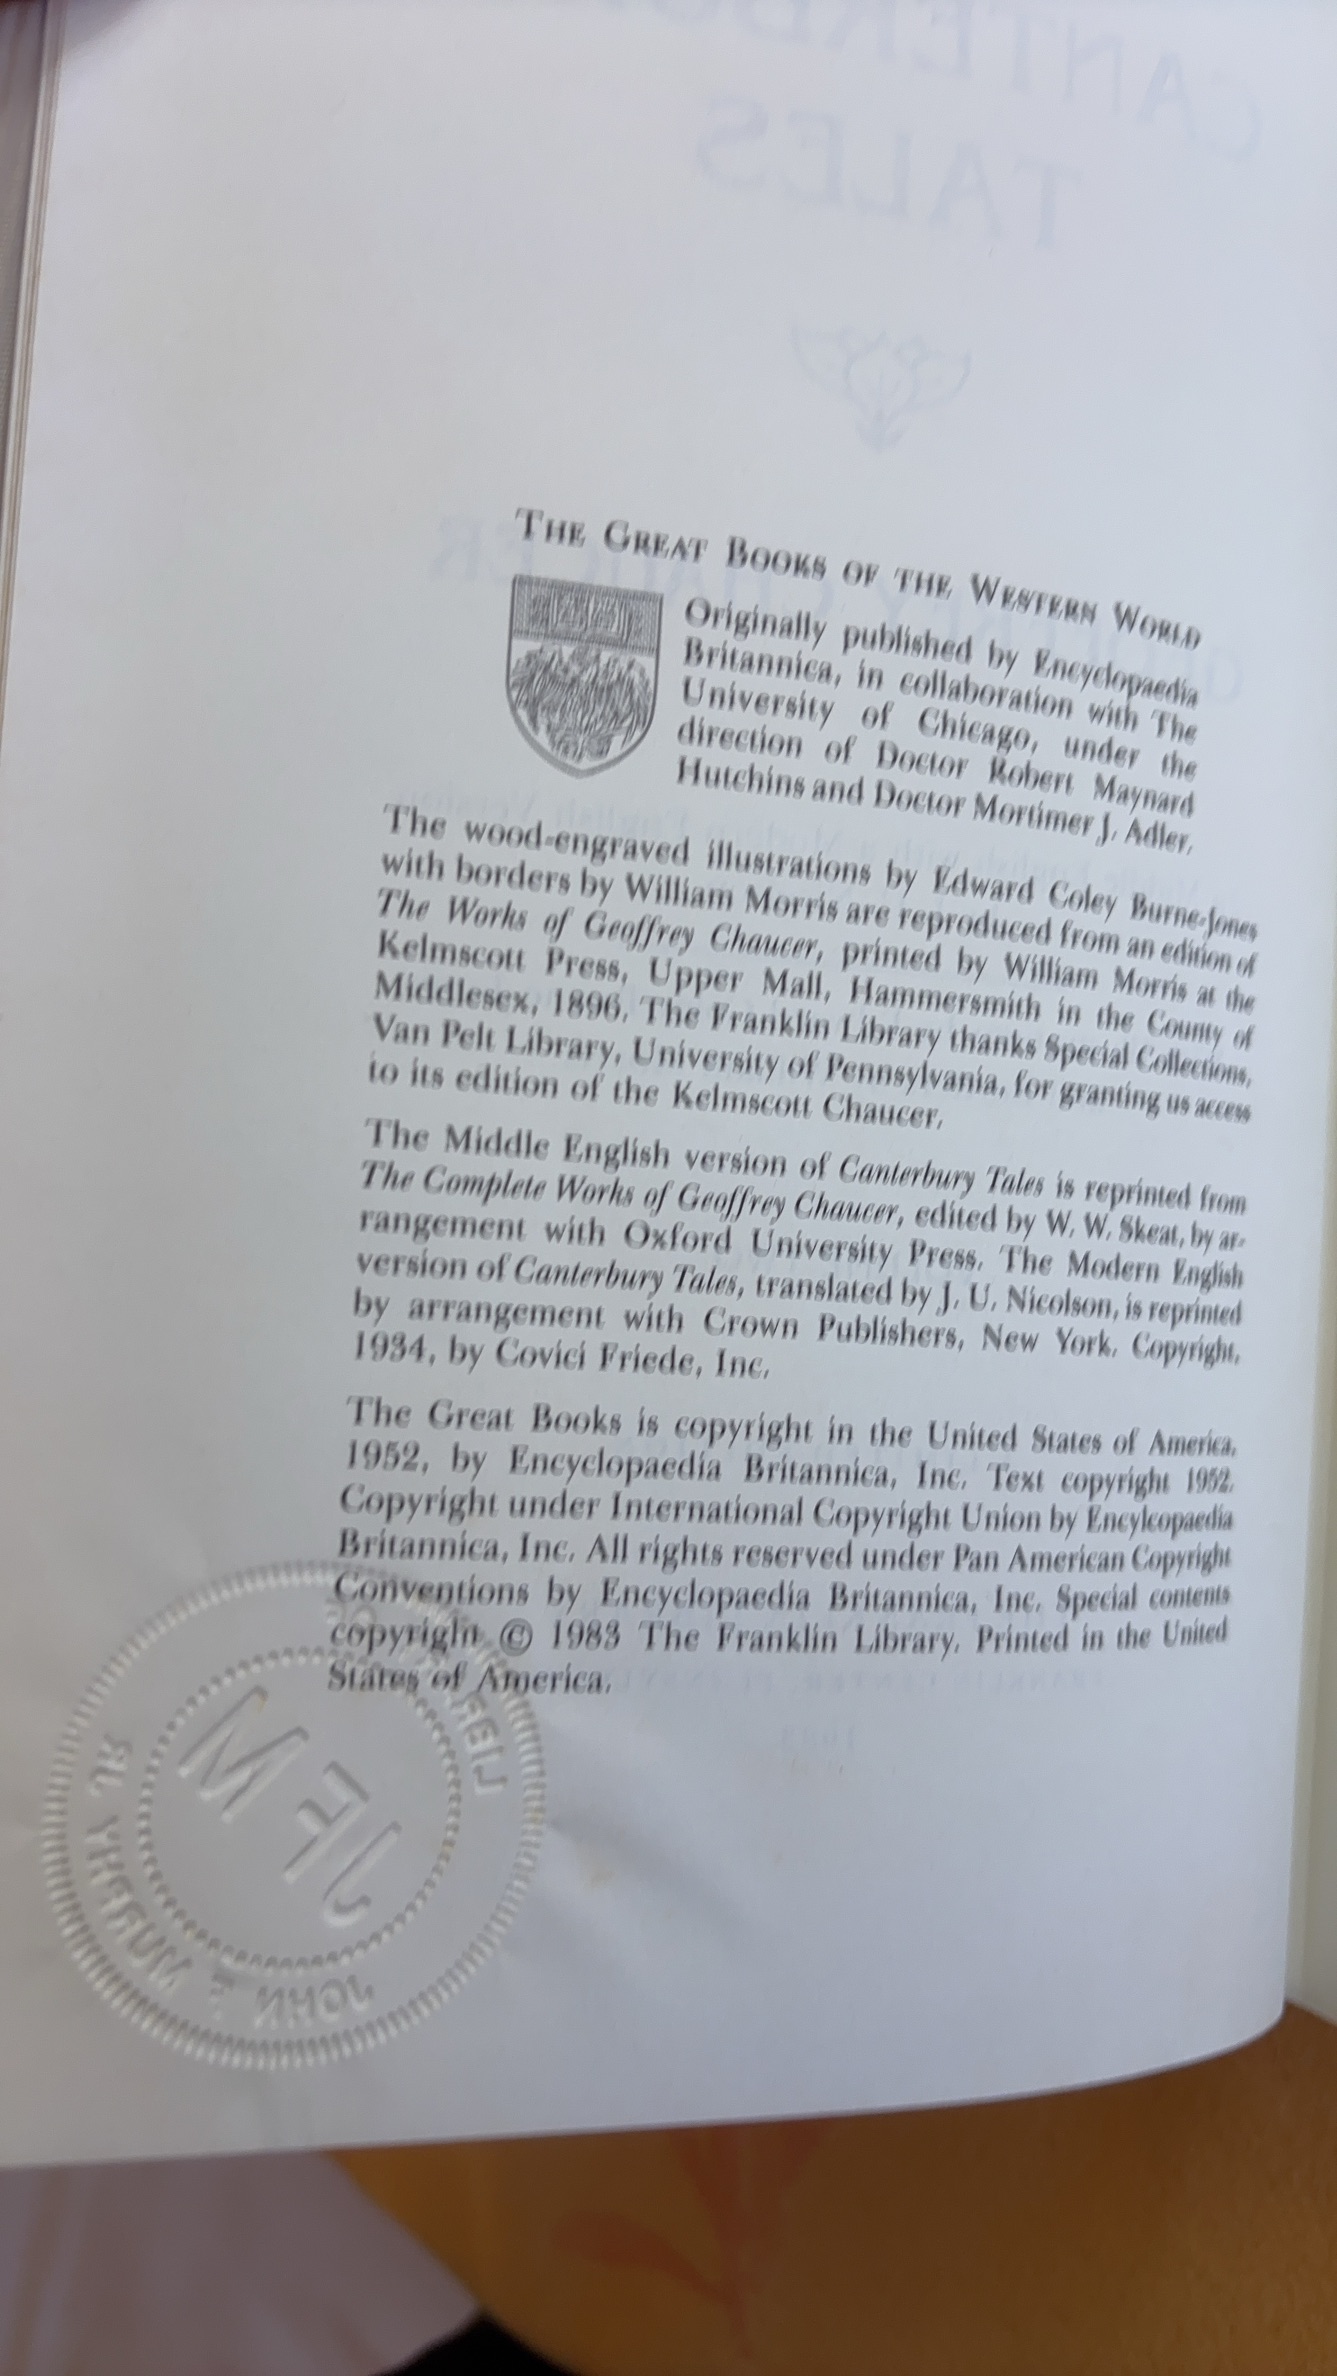 CANTERBURY
TALES
THE GREAT BOOKS OF THE WESTERN WORLD
Originally published by Encyclopaedia
Britannica, in collaboration with The
University of Chicago, under the
direction of Doctor Robert Maynard
Hutchins and Doctor Mortimer J. Adler.
The wood-engraved illustrations by Edward Coley Burne-Jones
with borders by William Morris are reproduced from an edition of
The Works of Geoffrey Chaucer, printed by William Morris at the
Kelmscott Press, Upper Mall, Hammersmith in the County of
Middlesex, 1896. The Franklin Library thanks Special Collections,
Van Pelt Library, University of Pennsylvania, for granting us access
to its edition of the Kelmscott Chaucer.
The Middle English version of Canterbury Tales is reprinted from
The Complete Works of Geoffrey Chaucer, edited by W. W. Skeat, by ar-
rangement with Oxford University Press. The Modern English
version of Canterbury Tales, translated by J. U. Nicolson, is reprinted
by arrangement with Crown Publishers, New York. Copyright,
1934, by Covici Friede, Inc.
The Great Books is copyright in the United States of America,
1952, by Encyclopaedia Britannica, Inc. Text copyright 1952.
Copyright under International Copyright Union by Encylcopaedia
Britannica, Inc. All rights reserved under Pan American Copyright
Conventions by Encyclopaedia Britannica, Inc. Special contents
copyright © 1983 The Franklin Library. Printed in the United
States of America.
LIBRARY OF
JFM
JOHN F. MURPHY JR